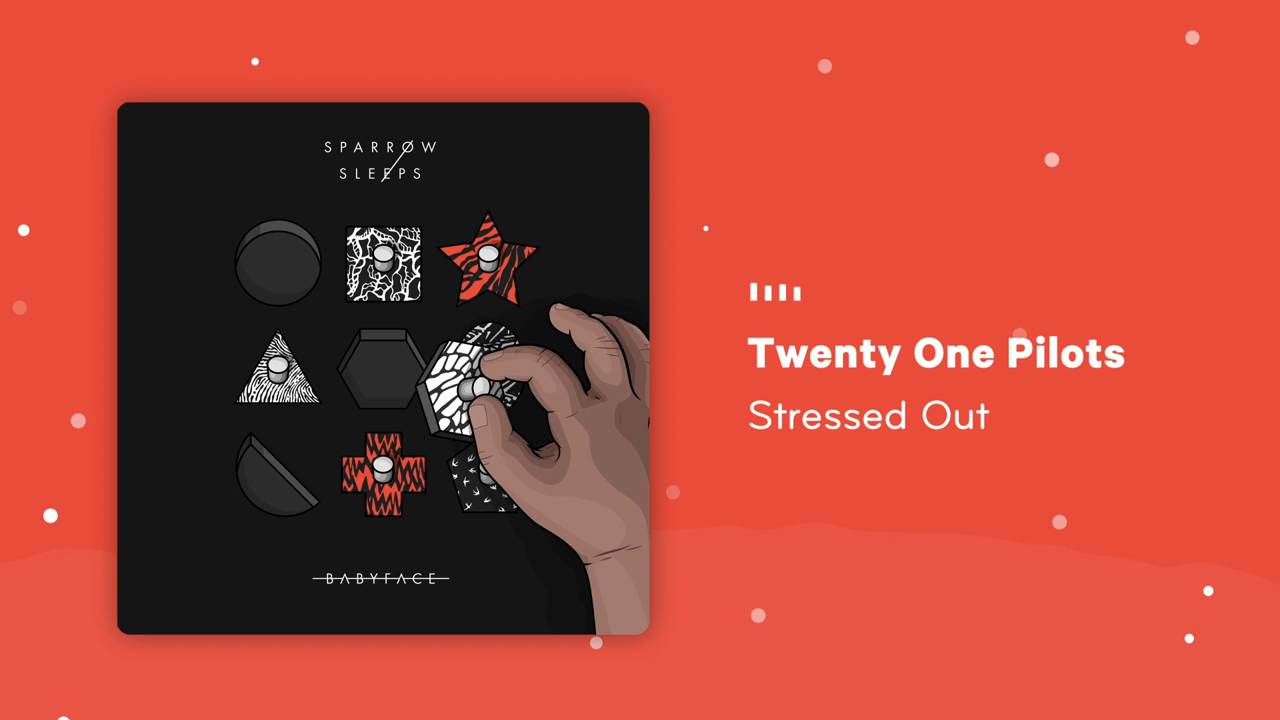 SPARRØW
SLEEPS
BABYFACE
Twenty One Pilots
Stressed Out